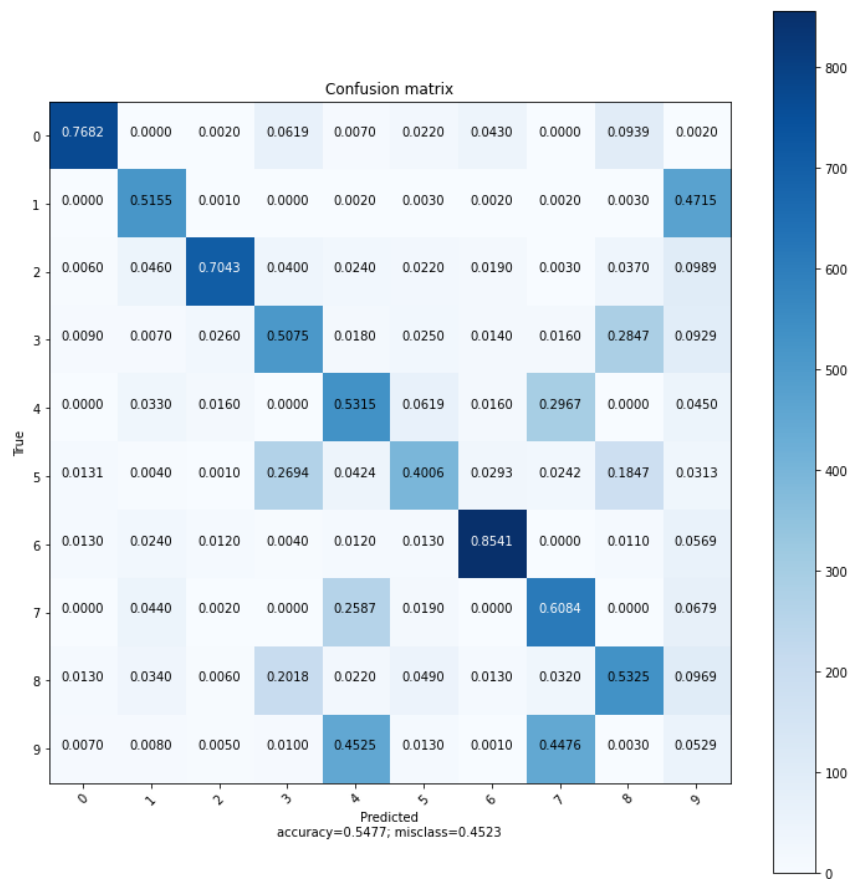 Confusion matrix
0 0.7682 0.0000 0.0020 0.0619 0.0070 0.0220 0.0430 0.0000 0.0939 0.0020
1 0.0000 0.5155 0.0010 0.0000 0.0020 0.0030 0.0020 0.0020 0.0030 0.4715
2 0.0060 0.0460 0.7043 0.0400 0.0240 0.0220 0.0190 0.0030 0.0370 0.0989
3 0.0090 0.0070 0.0260 0.5075 0.0180 0.0250 0.0140 0.0160 0.2847 0.0929
4 0.0000 0.0330 0.0160 0.0000 0.5315 0.0619 0.0160 0.2967 0.0000 0.0450
True
5 0.0131 0.0040 0.0010 0.2694 0.0424 0.4006 0.0293 0.0242 0.1847 0.0313
6 0.0130 0.0240 0.0120 0.0040 0.0120 0.0130 0.8541 0.0000 0.0110 0.0569
7 0.0000 0.0440 0.0020 0.0000 0.2587 0.0190 0.0000 0.6084 0.0000 0.0679
8 0.0130 0.0340 0.0060 0.2018 0.0220 0.0490 0.0130 0.0320 0.5325 0.0969
9 0.0070 0.0080 0.0050 0.0100 0.4525 0.0130 0.0010 0.4476 0.0030 0.0529
0 1 2 3 4 5 6 7 8 9
Predicted
accuracy=0.5477; misclass=0.4523
800
700
600
500
400
300
200
100
0